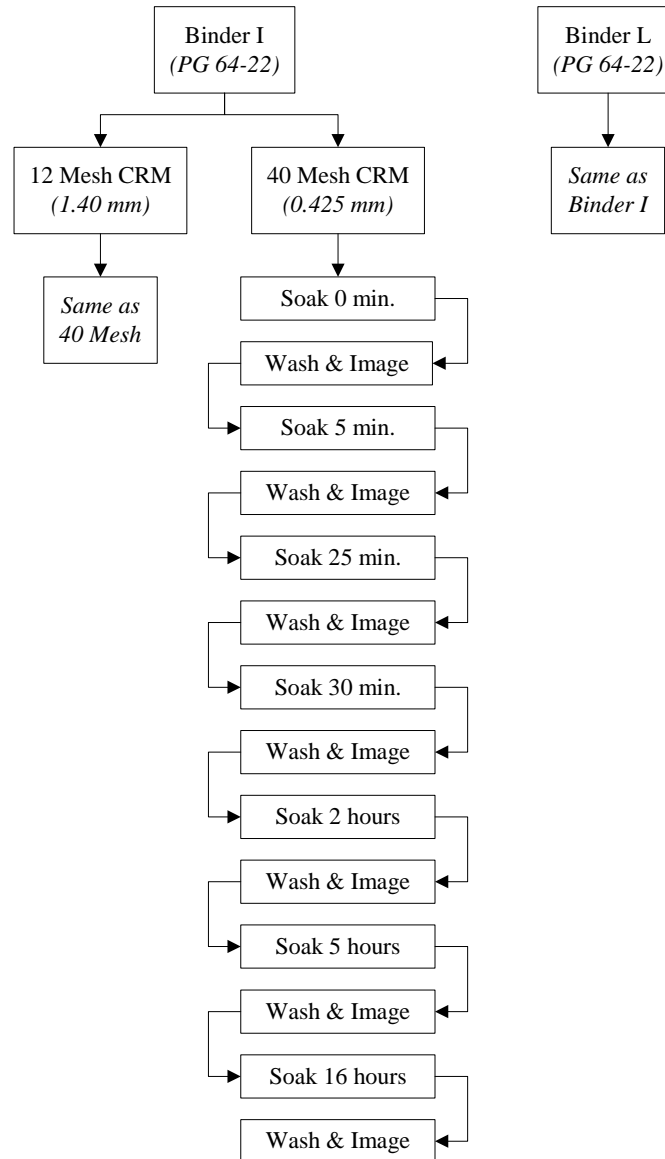 Binder I
(PG 64-22)
Binder L
(PG 64-22)
12 Mesh CRM
(1.40 mm)
40 Mesh CRM
(0.425 mm)
Same as
Binder I
Same as
40 Mesh
Soak 0 min.
Wash & Image
Soak 5 min.
Wash & Image
Soak 25 min.
Wash & Image
Soak 30 min.
Wash & Image
Soak 2 hours
Wash & Image
Soak 5 hours
Wash & Image
Soak 16 hours
Wash & Image